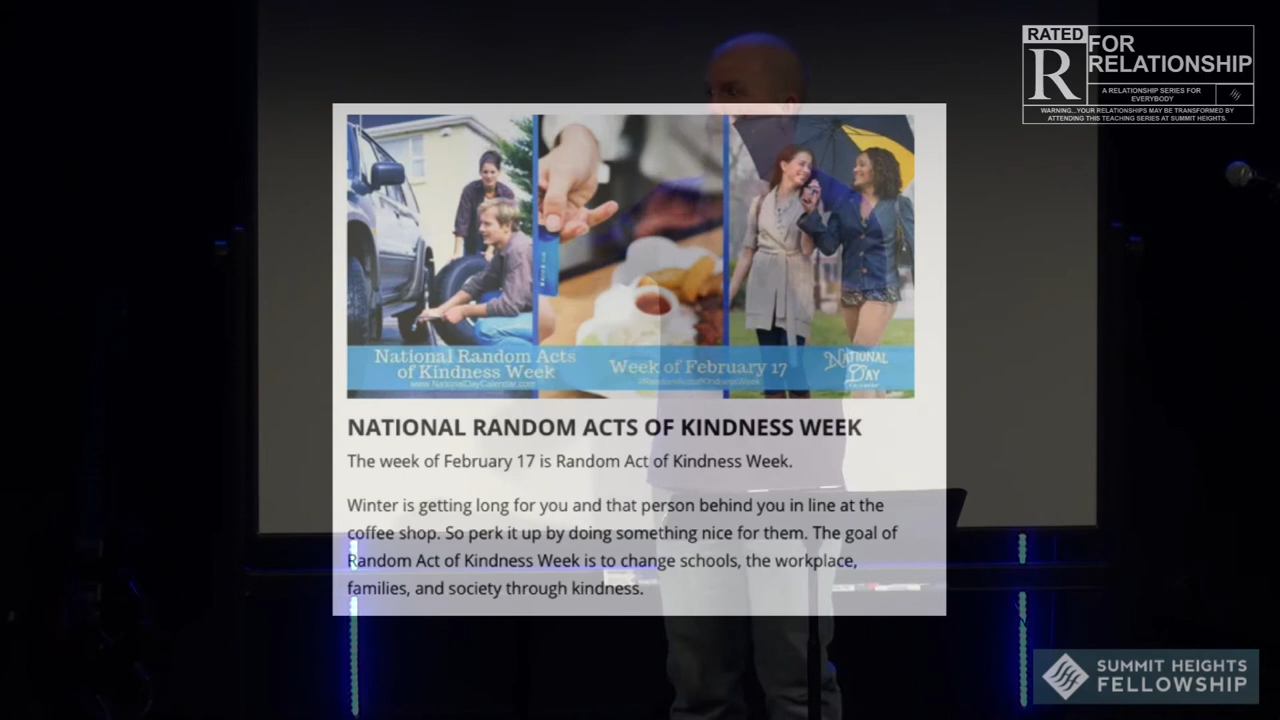 RATED
R
FOR
RELATIONSHIP
A RELATIONSHIP SERIES FOR
EVERYBODY
WARNING...YOUR RELATIONSHIPS MAY BE TRANSFORMED BY
ATTENDING THIS TEACHING SERIES AT SUMMIT HEIGHTS.
National Random Acts
of Kindness Week
www.NationalDayCalendar.com
Week of February 17
#RandomActsofKindnessWeek
NATIONAL
DAY
NATIONAL RANDOM ACTS OF KINDNESS WEEK
The week of February 17 is Random Act of Kindness Week.
Winter is getting long for you and that person behind you in line at the
coffee shop. So perk it up by doing something nice for them. The goal of
Random Act of Kindness Week is to change schools, the workplace,
families, and society through kindness.
SUMMIT HEIGHTS
FELLOWSHIP